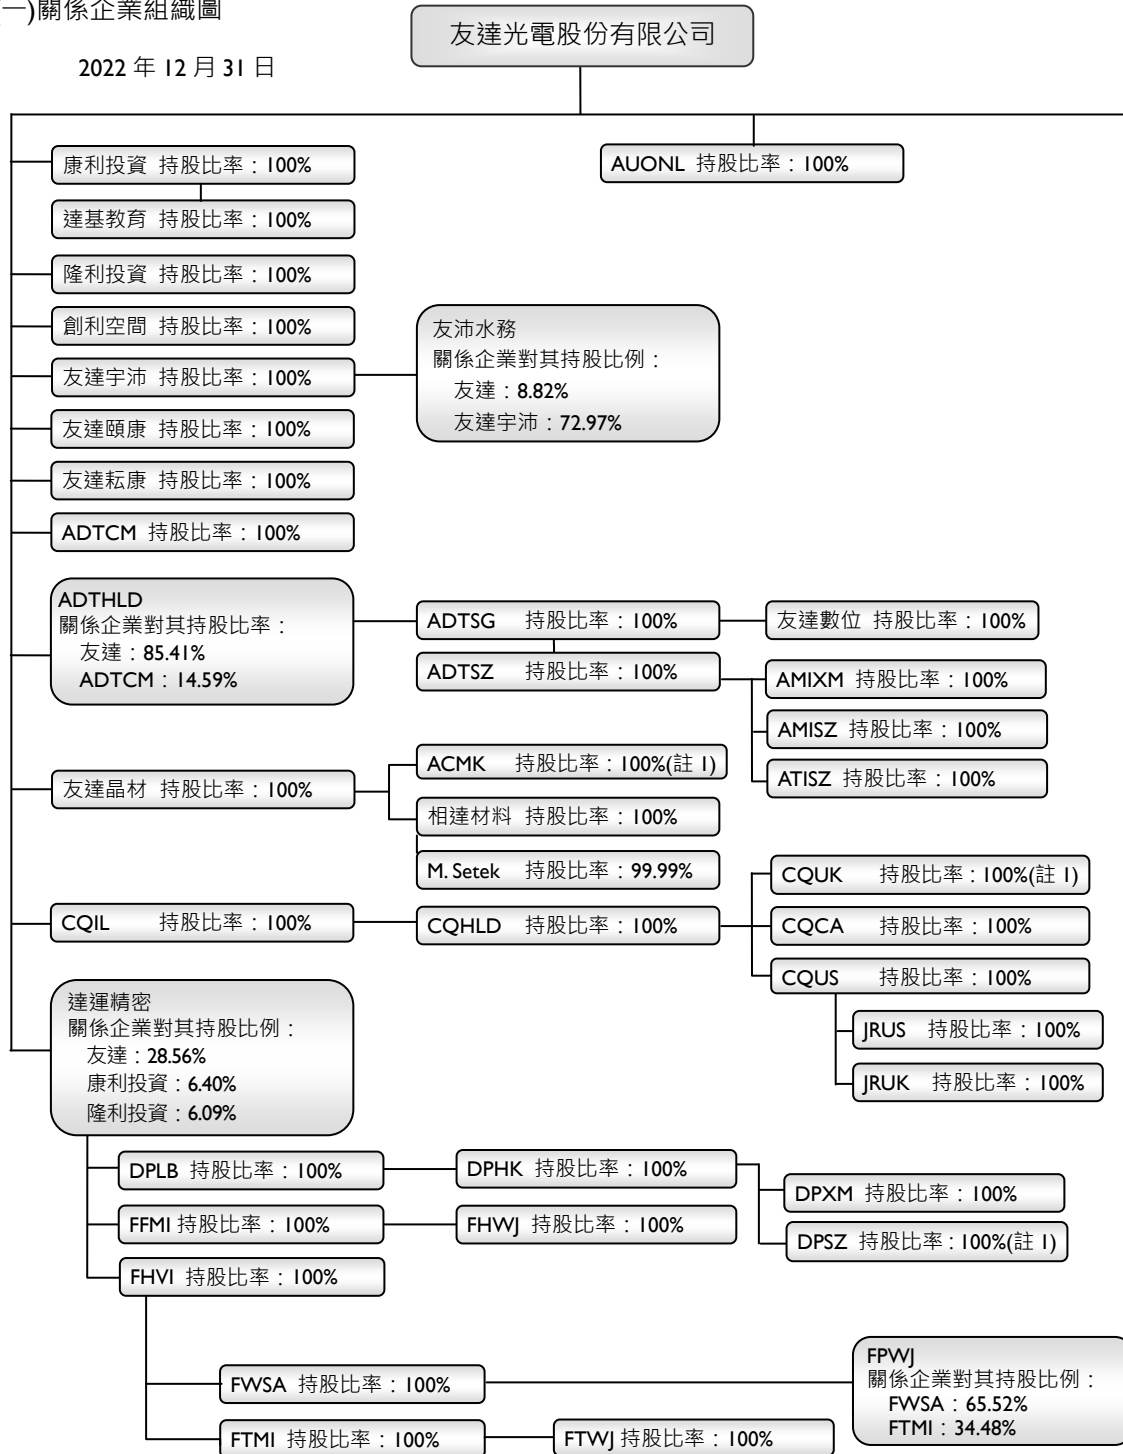 (一)關係企業組織圖
友達光電股份有限公司
2022 年 12 月 31 日
康利投資 持股比率：100%
AUONL 持股比率：100%
達基教育 持股比率：100%
隆利投資 持股比率：100%
創利空間 持股比率：100%
友達宇沛 持股比率：100%
友沛水務
關係企業對其持股比例：
友達：8.82%
友達宇沛：72.97%
友達頤康 持股比率：100%
友達耘康 持股比率：100%
ADTCM 持股比率：100%
ADTHLD
關係企業對其持股比率：
友達：85.41%
ADTCM：14.59%
ADTSG 持股比率：100%
友達數位 持股比率：100%
ADTSZ 持股比率：100%
AMIXM 持股比率：100%
AMISZ 持股比率：100%
ATISZ 持股比率：100%
友達晶材 持股比率：100%
ACMK 持股比率：100%(註 1)
相達材料 持股比率：100%
M. Setek 持股比率：99.99%
CQIL 持股比率：100%
CQHLD 持股比率：100%
CQUK 持股比率：100%(註 1)
CQCA 持股比率：100%
CQUS 持股比率：100%
JRUS 持股比率：100%
JRUK 持股比率：100%
達運精密
關係企業對其持股比例：
友達：28.56%
康利投資：6.40%
隆利投資：6.09%
DPLB 持股比率：100%
DPHK 持股比率：100%
DPXM 持股比率：100%
DPSZ 持股比率：100%(註 1)
FFMI 持股比率：100%
FHWJ 持股比率：100%
FHVI 持股比率：100%
FWSA 持股比率：100%
FPWJ
關係企業對其持股比例：
FWSA：65.52%
FTMI：34.48%
FTMI 持股比率：100%
FTWJ 持股比率：100%